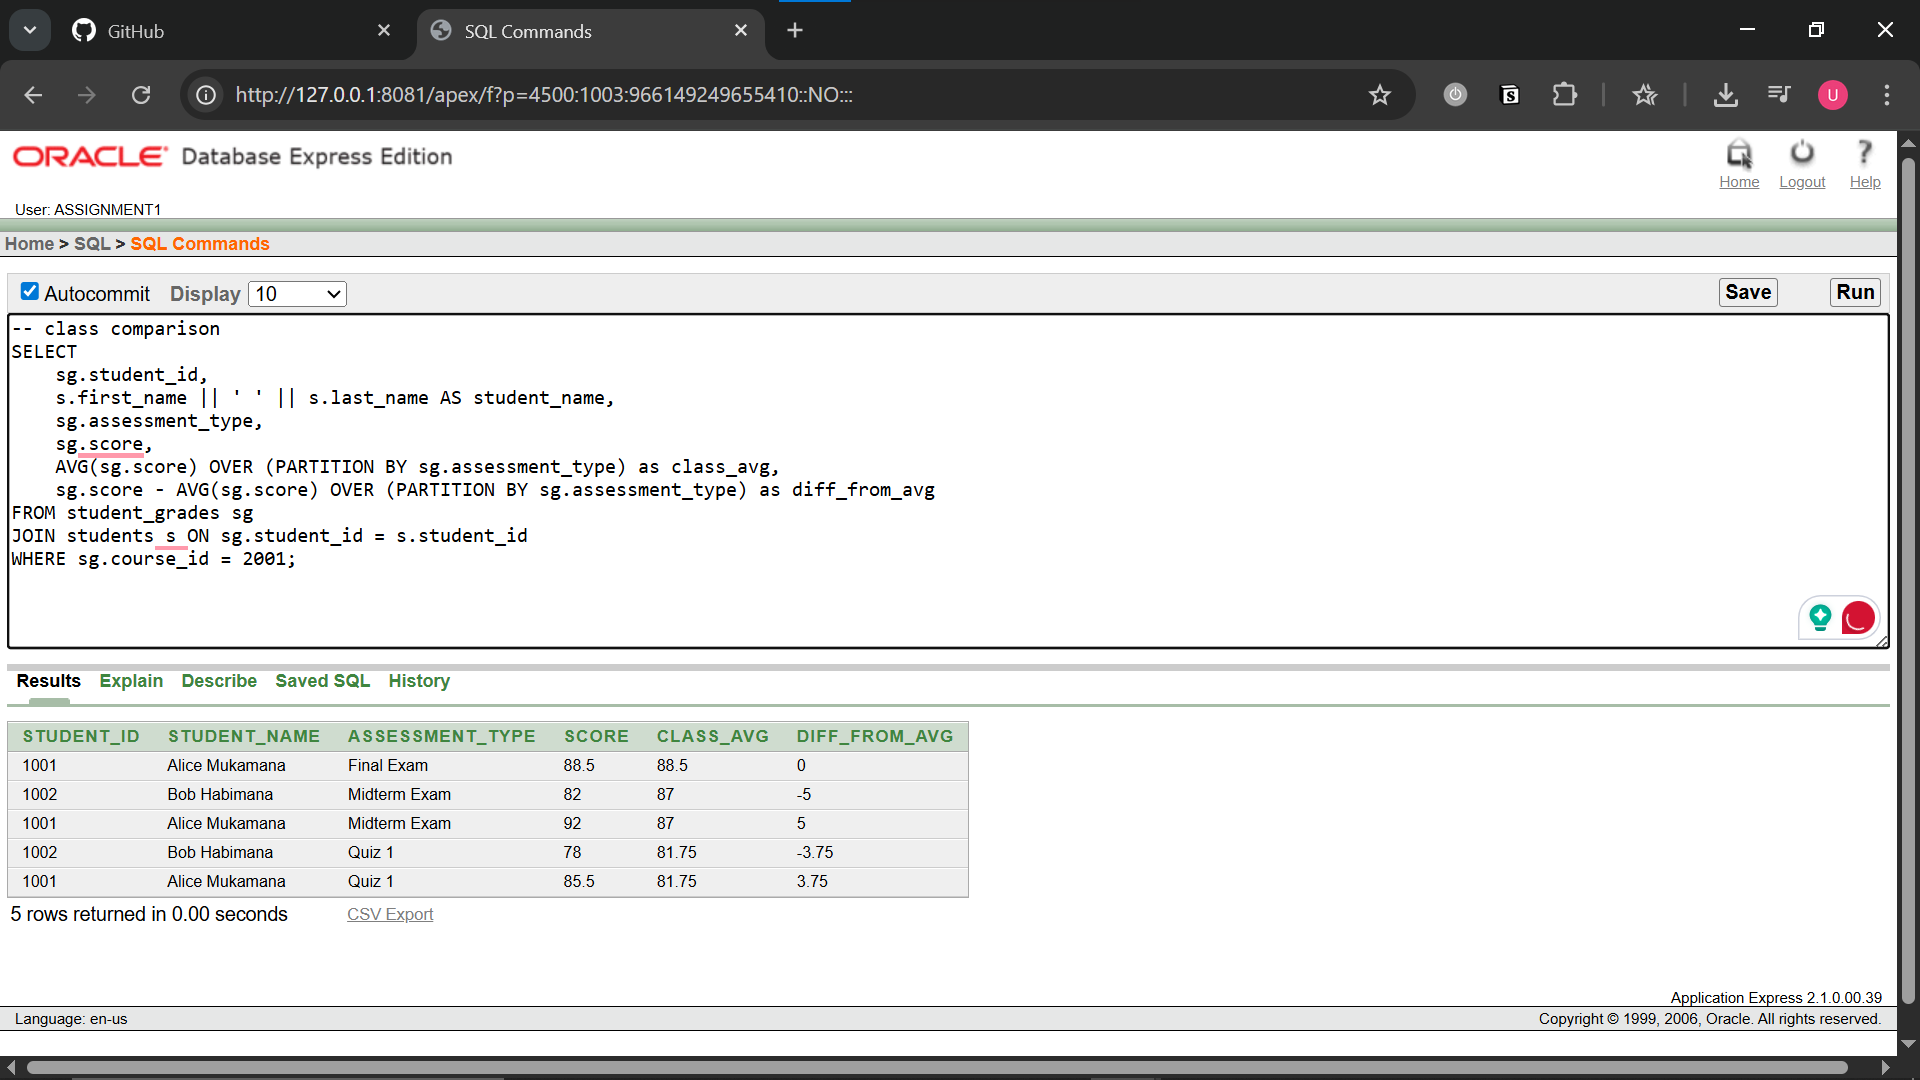 GitHub
SQL Commands
http://127.0.0.1:8081/apex/f?p=4500:1003:966149249655410::NO:::
U
ORACLE Database Express Edition
Home Logout Help
User: ASSIGNMENT1
Home > SQL > SQL Commands
Autocommit Display 10 Save Run
-- class comparison
SELECT
    sg.student_id,
    s.first_name || ' ' || s.last_name AS student_name,
    sg.assessment_type,
    sg.score,
    AVG(sg.score) OVER (PARTITION BY sg.assessment_type) as class_avg,
    sg.score - AVG(sg.score) OVER (PARTITION BY sg.assessment_type) as diff_from_avg
FROM student_grades sg
JOIN students s ON sg.student_id = s.student_id
WHERE sg.course_id = 2001;
Results Explain Describe Saved SQL History
STUDENT_ID STUDENT_NAME ASSESSMENT_TYPE SCORE CLASS_AVG DIFF_FROM_AVG
1001 Alice Mukamana Final Exam 88.5 88.5 0
1002 Bob Habimana Midterm Exam 82 87 -5
1001 Alice Mukamana Midterm Exam 92 87 5
1002 Bob Habimana Quiz 1 78 81.75 -3.75
1001 Alice Mukamana Quiz 1 85.5 81.75 3.75
5 rows returned in 0.00 seconds CSV Export
Application Express 2.1.0.00.39
Language: en-us Copyright © 1999, 2006, Oracle. All rights reserved.